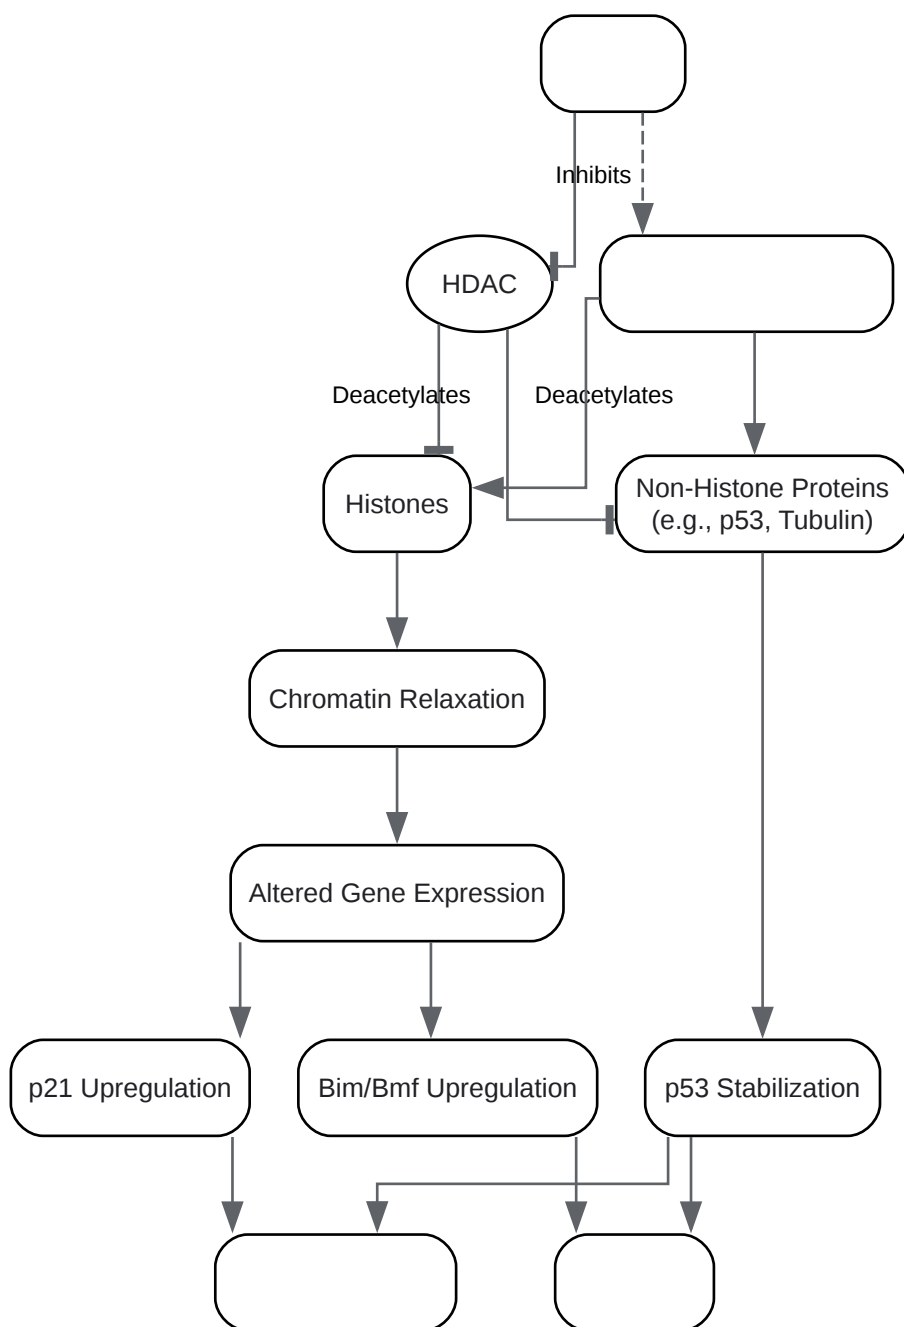 Inhibits
HDAC
Deacetylates
Deacetylates
Histones
Non-Histone Proteins
(e.g., p53, Tubulin)
Chromatin Relaxation
Altered Gene Expression
p21 Upregulation
Bim/Bmf Upregulation
p53 Stabilization